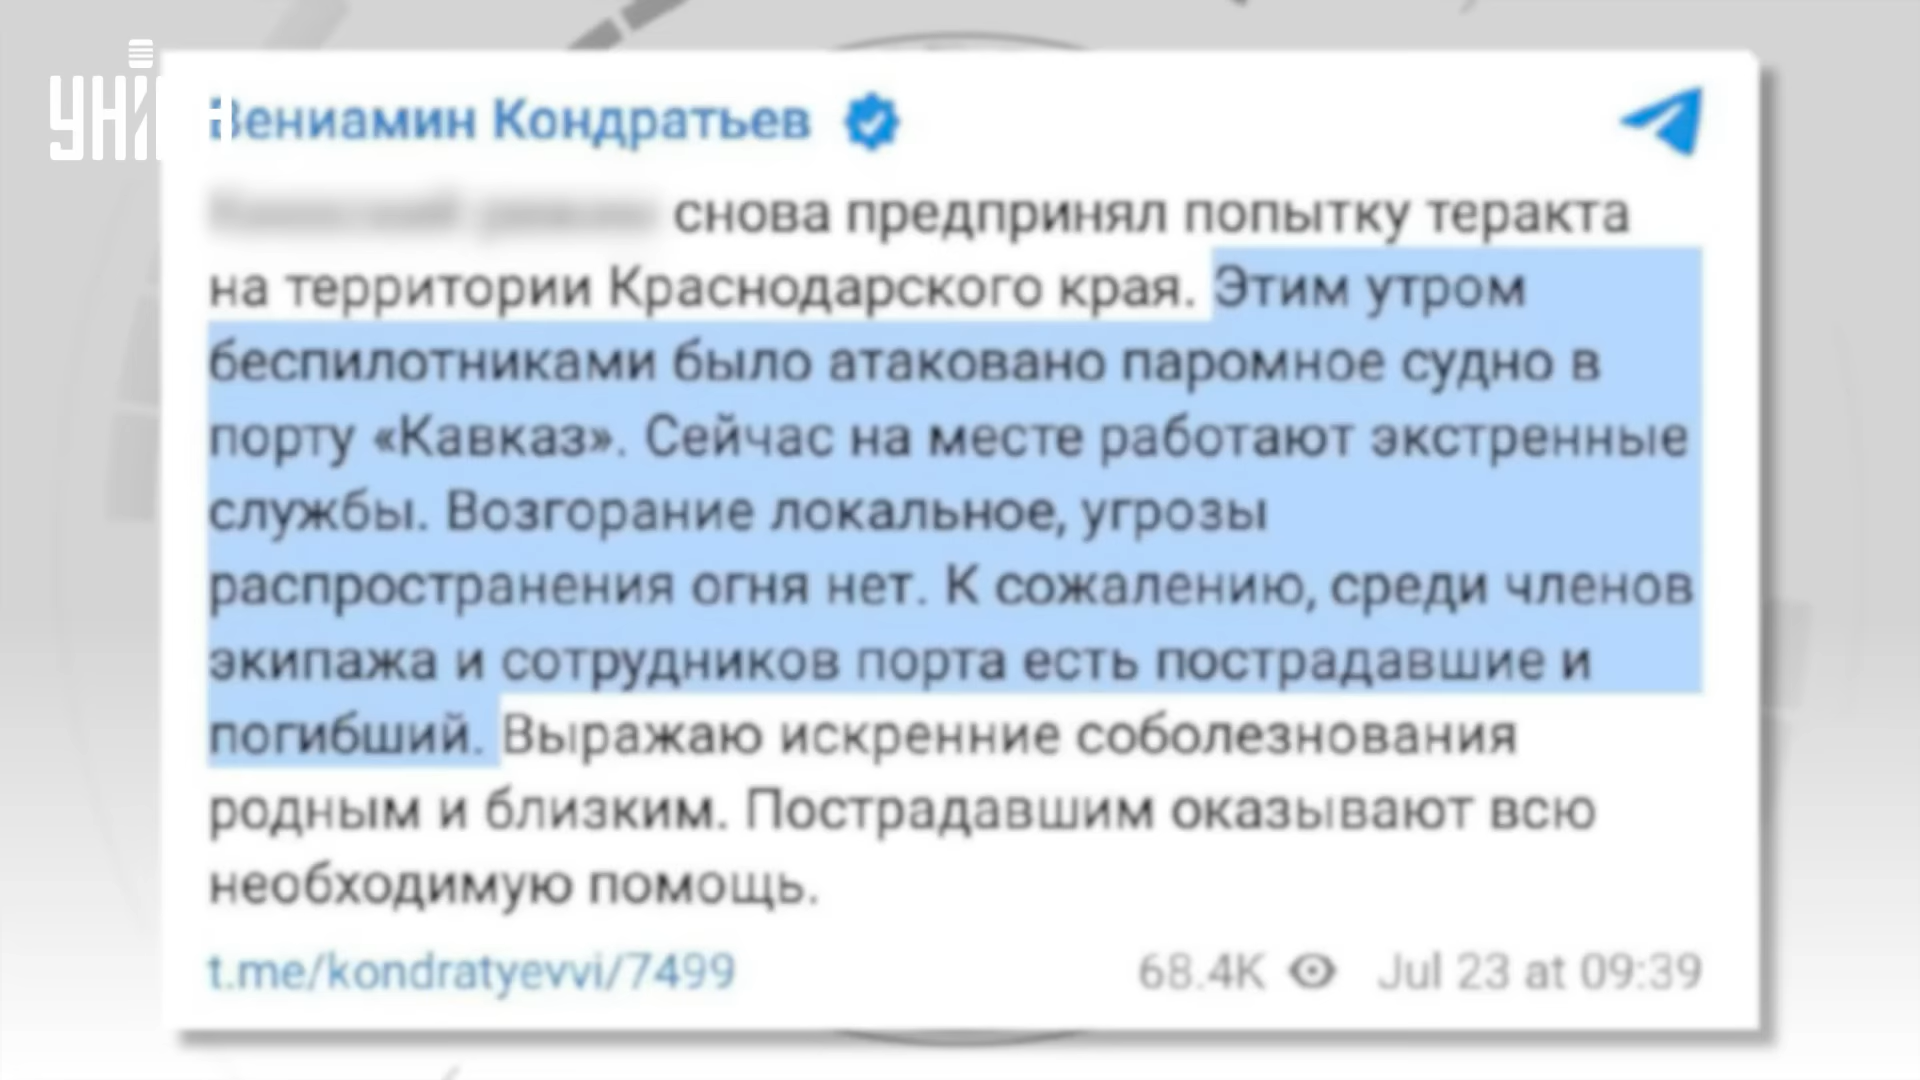 УНІАН
Вениамин Кондратьев
снова предпринял попытку теракта
на территории Краснодарского края. Этим утром
беспилотниками было атаковано паромное судно в
порту «Кавказ». Сейчас на месте работают экстренные
службы. Возгорание локальное, угрозы
распространения огня нет. К сожалению, среди членов
экипажа и сотрудников порта есть пострадавшие и
погибший. Выражаю искренние соболезнования
родным и близким. Пострадавшим оказывают всю
необходимую помощь.
t.me/kondratyevvi/7499
68.4K Jul 23 at 09:39